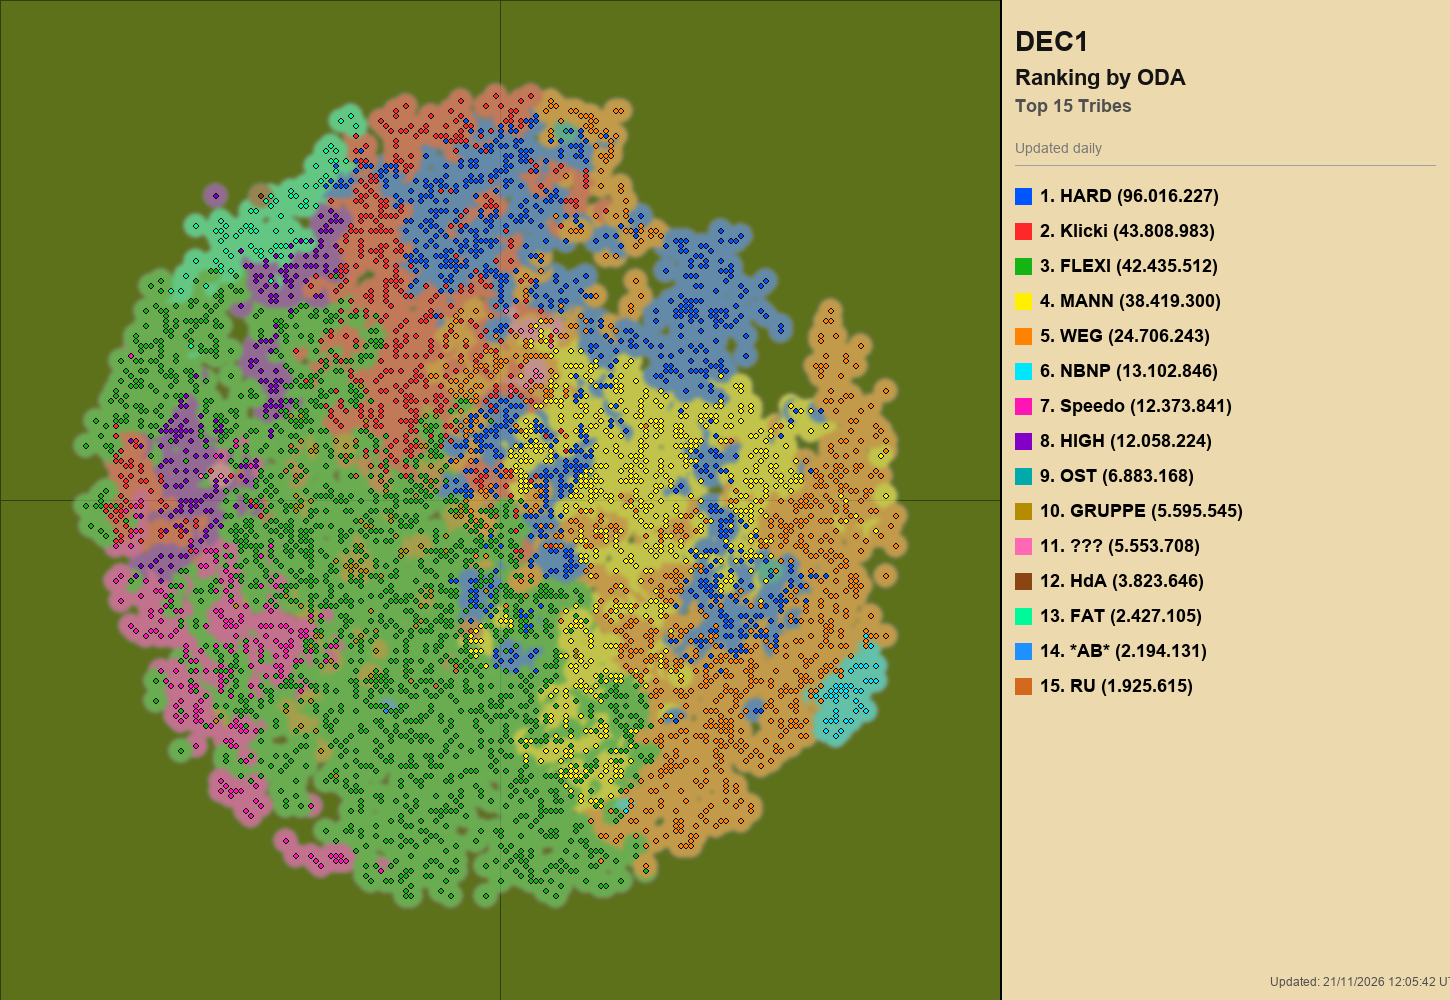 DEC1
Ranking by ODA
Top 15 Tribes
Updated daily
1. HARD (96.016.227)
2. Klicki (43.808.983)
3. FLEXI (42.435.512)
4. MANN (38.419.300)
5. WEG (24.706.243)
6. NBNP (13.102.846)
7. Speedo (12.373.841)
8. HIGH (12.058.224)
9. OST (6.883.168)
10. GRUPPE (5.595.545)
11. ??? (5.553.708)
12. HdA (3.823.646)
13. FAT (2.427.105)
14. *AB* (2.194.131)
15. RU (1.925.615)
Updated: 21/11/2026 12:05:42 U